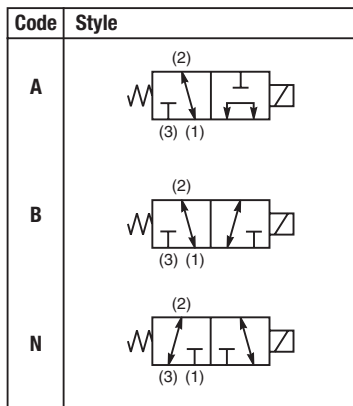 Code Style
(2)
A
(3) (1)
(2)
B
(3) (1)
(2)
N
(3) (1)